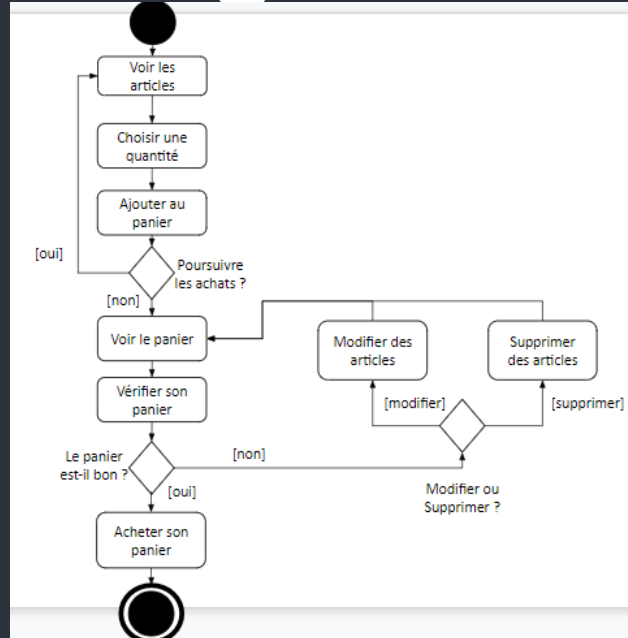 Voir les
articles
Choisir une
quantité
Ajouter au
panier
[oui]
Poursuivre
les achats ?
[non]
Voir le panier
Modifier des
articles
Supprimer
des articles
Vérifier son
panier
[modifier]
[supprimer]
Le panier
est-il bon ?
[non]
[oui]
Modifier ou
Supprimer ?
Acheter son
panier